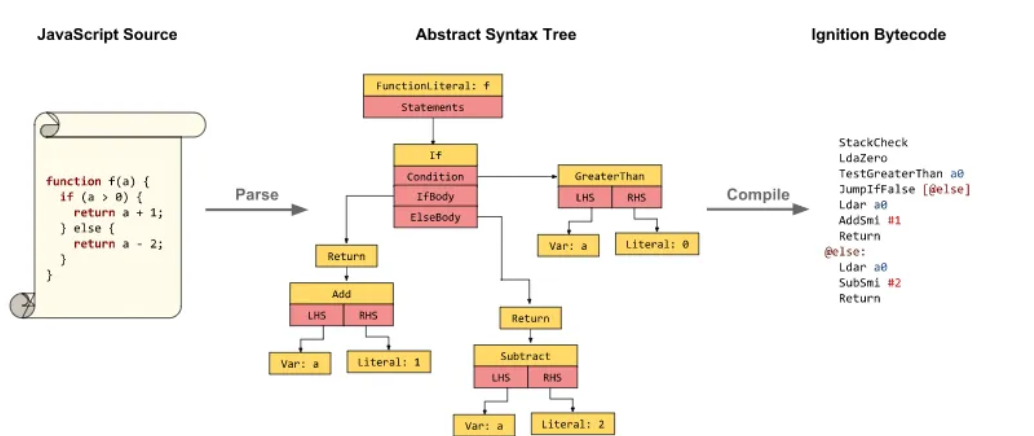 JavaScript Source
Abstract Syntax Tree
Ignition Bytecode
function f(a) {
if (a > 0) {
return a + 1;
} else {
return a - 2;
}
}
Parse
FunctionLiteral: f
Statements
If
Condition
IfBody
ElseBody
GreaterThan
LHS RHS
Var: a
Literal: 0
Return
Add
LHS RHS
Var: a
Literal: 1
Return
Subtract
LHS RHS
Var: a
Literal: 2
Compile
StackCheck
LdaZero
TestGreaterThan a0
JumpIfFalse [@else]
Ldar a0
AddSmi #1
Return
@else:
Ldar a0
SubSmi #2
Return